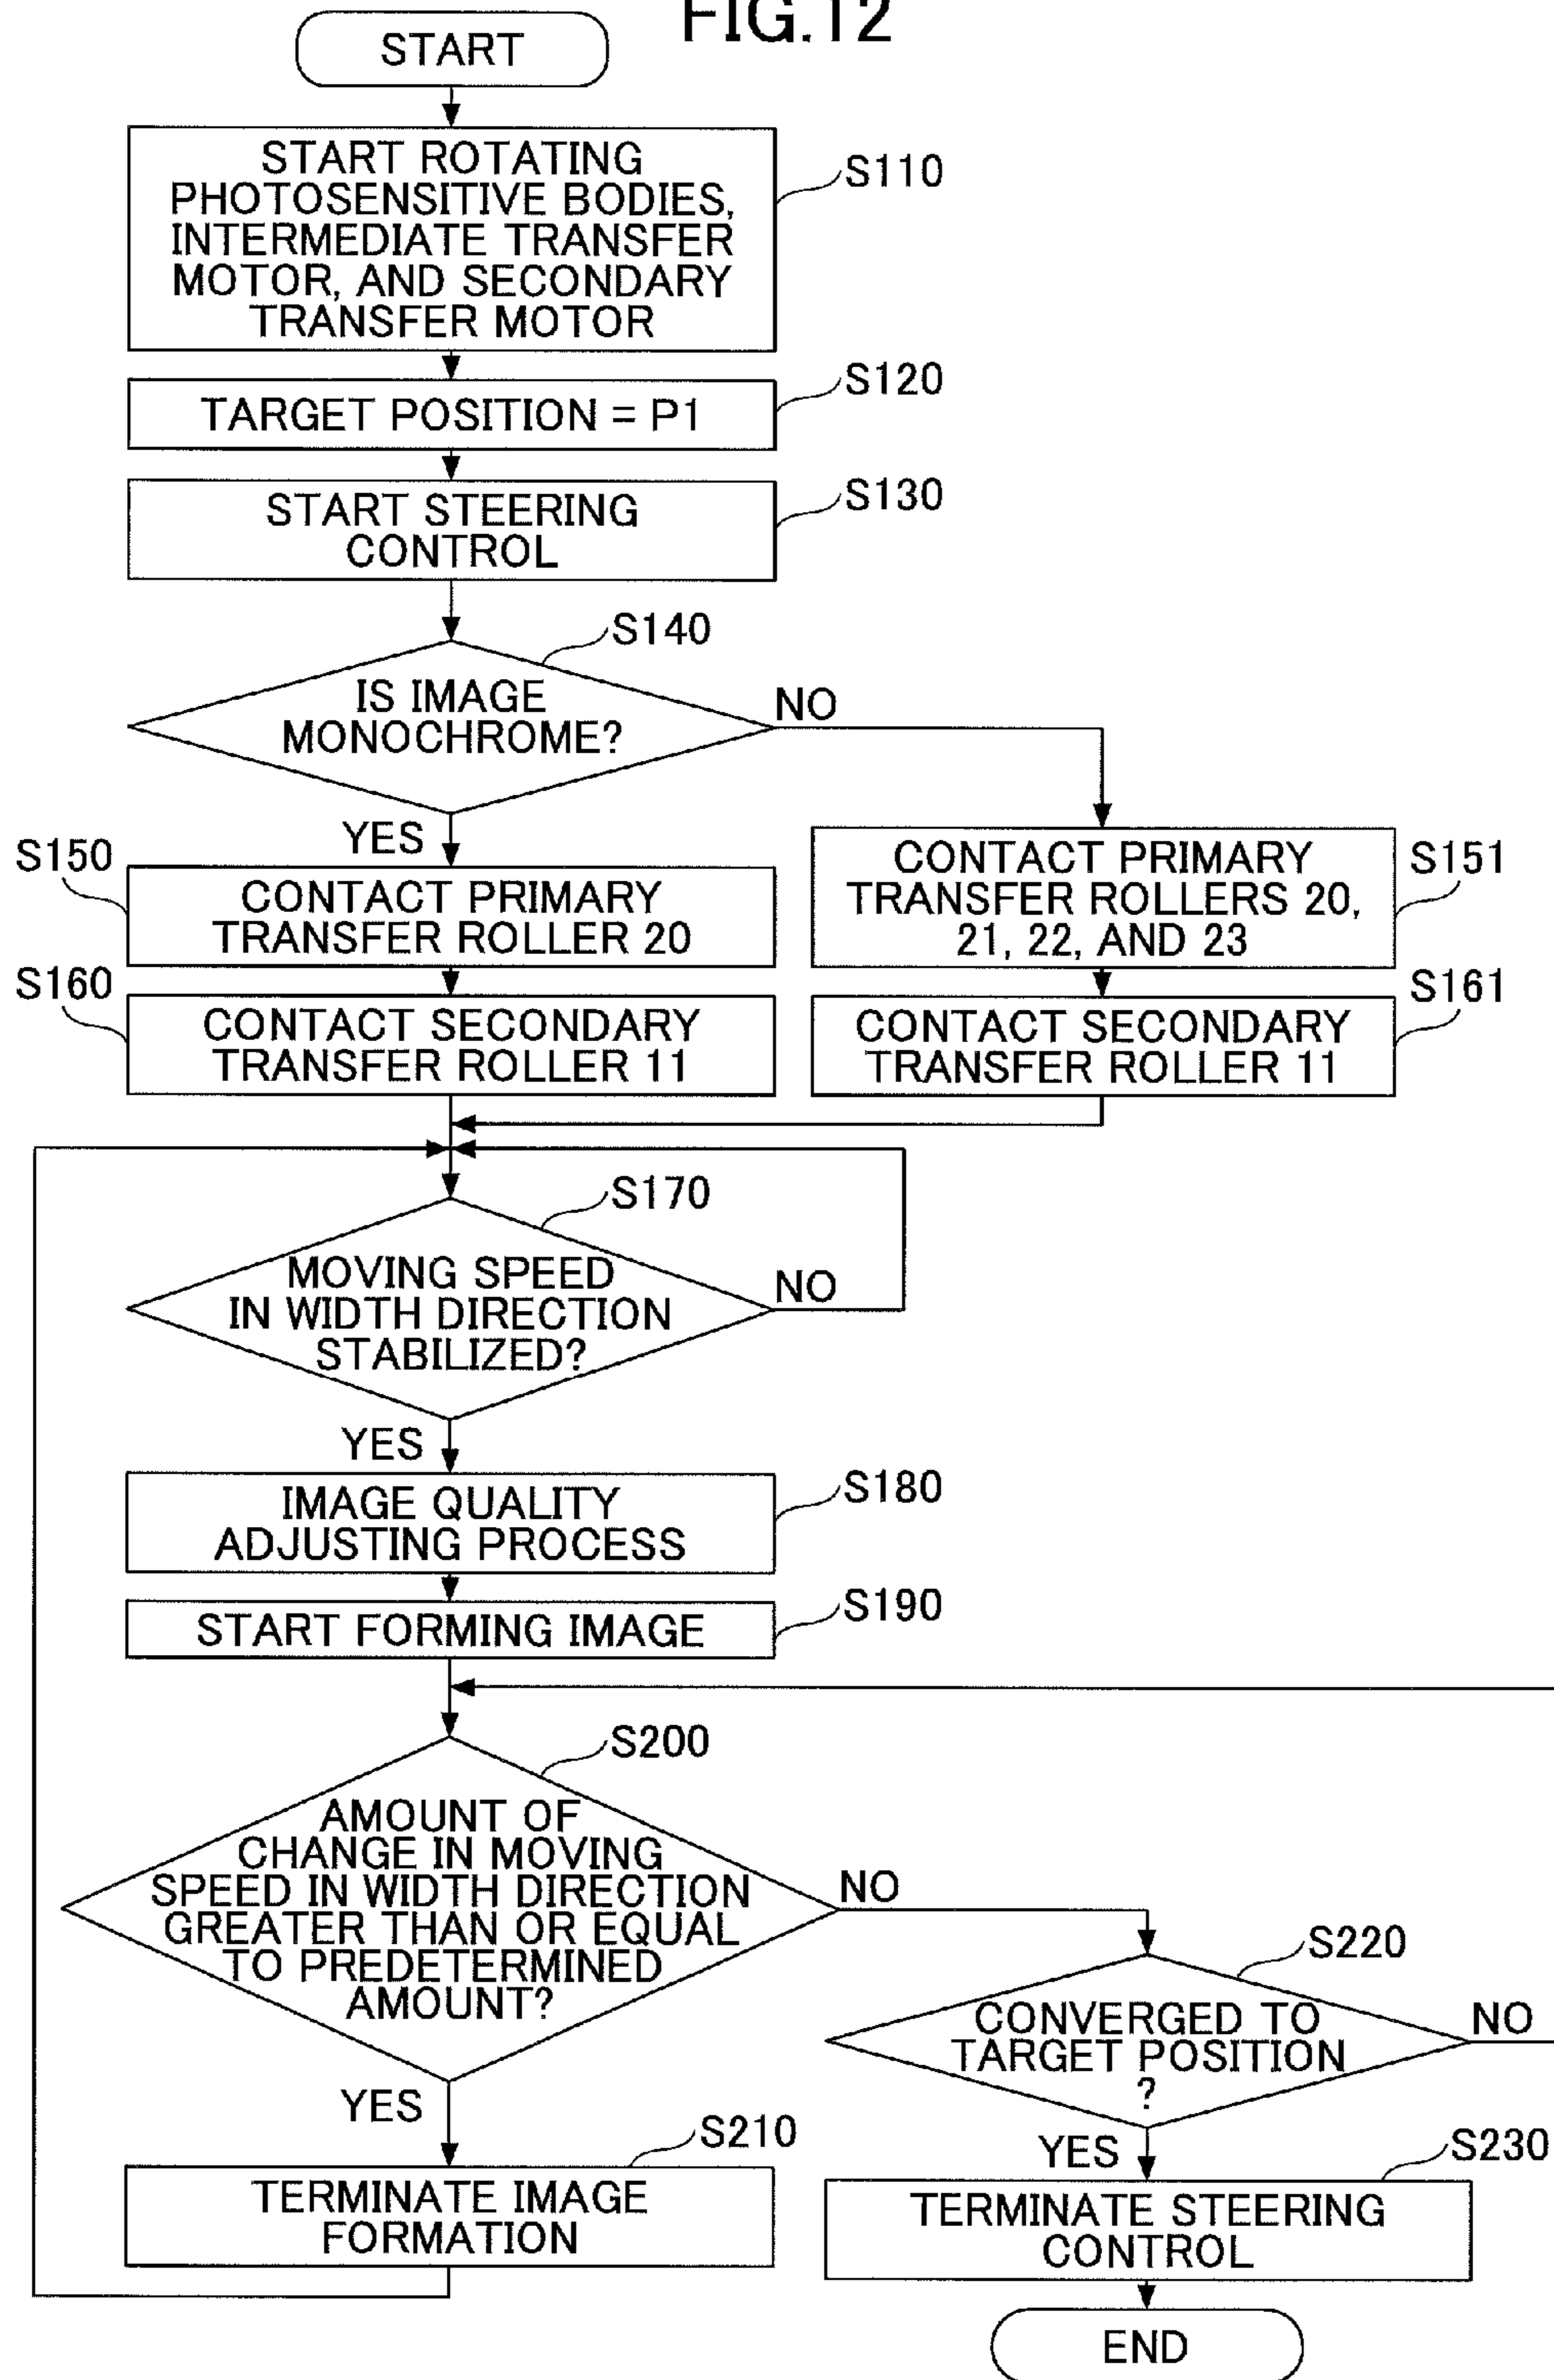 FIG.12
START
START ROTATING
PHOTOSENSITIVE BODIES,
INTERMEDIATE TRANSFER
MOTOR, AND SECONDARY
TRANSFER MOTOR
S110
TARGET POSITION = P1
S120
START STEERING
CONTROL
S130
S140
IS IMAGE
MONOCHROME?
NO
YES
S150
CONTACT PRIMARY
TRANSFER ROLLER 20
CONTACT PRIMARY
TRANSFER ROLLERS 20,
21, 22, AND 23
S151
S160
CONTACT SECONDARY
TRANSFER ROLLER 11
CONTACT SECONDARY
TRANSFER ROLLER 11
S161
S170
MOVING SPEED
IN WIDTH DIRECTION
STABILIZED?
NO
YES
IMAGE QUALITY
ADJUSTING PROCESS
S180
START FORMING IMAGE
S190
S200
AMOUNT OF
CHANGE IN MOVING
SPEED IN WIDTH DIRECTION
GREATER THAN OR EQUAL
TO PREDETERMINED
AMOUNT?
NO
YES
S220
CONVERGED TO
TARGET POSITION
?
NO
YES
S210
TERMINATE IMAGE
FORMATION
S230
TERMINATE STEERING
CONTROL
END